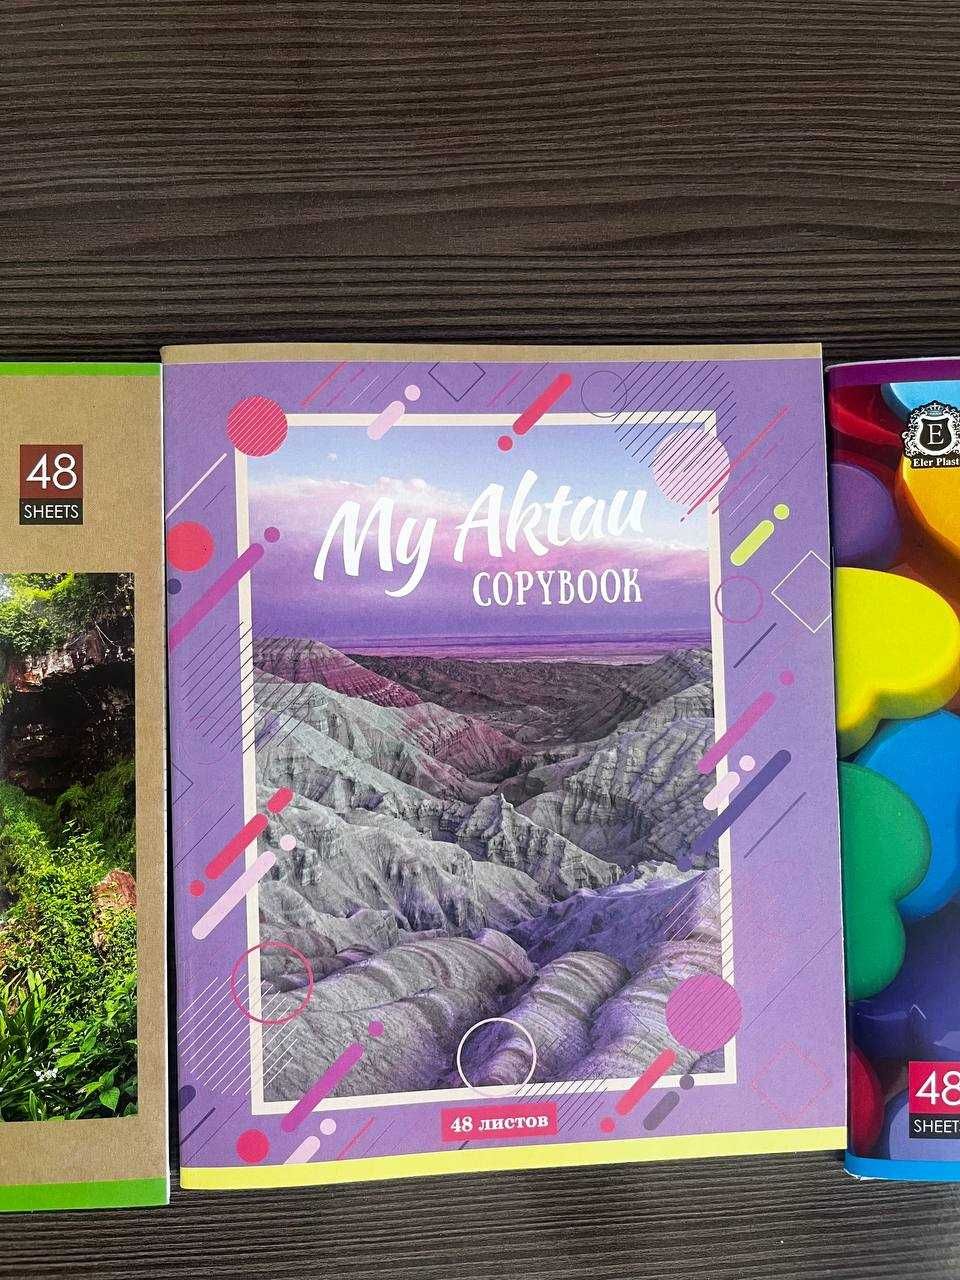 48
SHEETS
My Aktau
COPYBOOK
48 листов
E
Eler Plast
48
SHEETS